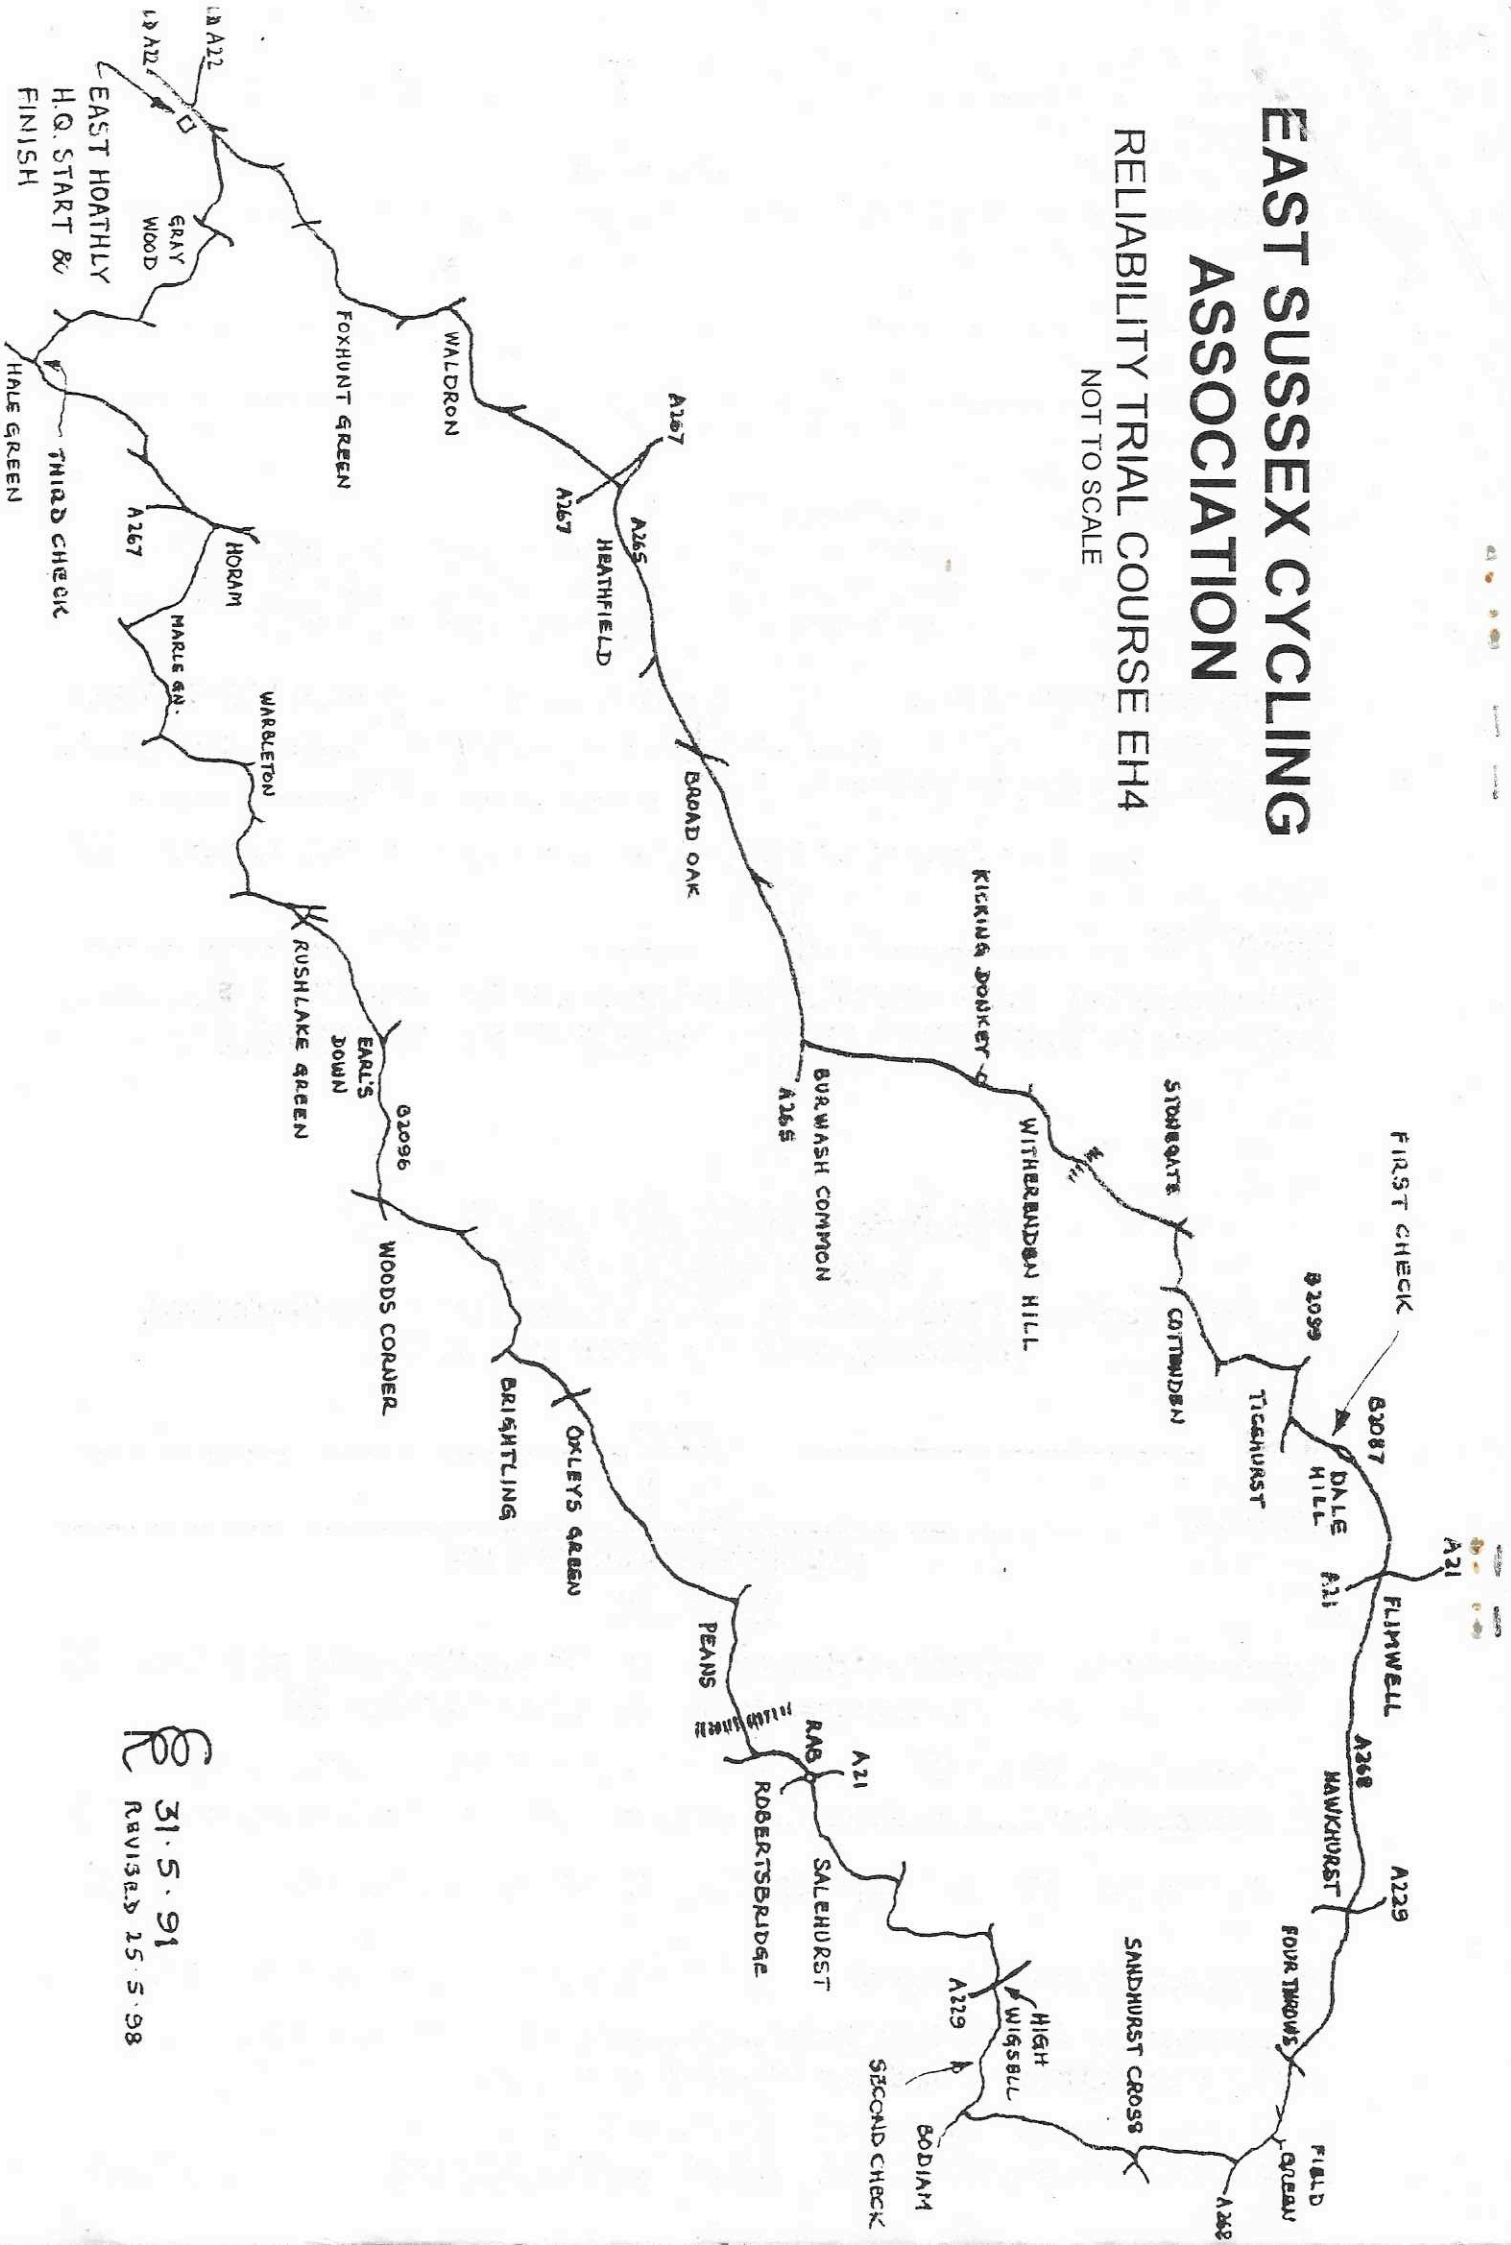 EAST SUSSEX CYCLING
ASSOCIATION
RELIABILITY TRIAL COURSE EH4
NOT TO SCALE
LD A22
LD A22
EAST HOATHLY
H.Q. START &
FINISH
GRAY
WOOD
FOXHUNT GREEN
WALDRON
A267
A267
A265
HEATHFIELD
BROAD OAK
BURWASH COMMON
A265
KICKING DONKEY
WITHERENDEN HILL
STONEGATE
COTTENDEN
B2099
TICEHURST
FIRST CHECK
B2087
DALE
HILL
A21
A21
FLIMWELL
A268
HAWKHURST
A229
FOUR THROWS
FIELD
GREEN
A268
SANDHURST CROSS
BODIAM
SECOND CHECK
HIGH
WIGSELL
A229
SALEHURST
A21
RAB
ROBERTSBRIDGE
PEANS
OXLEYS GREEN
BRIGHTLING
WOODS CORNER
B2096
EARL'S
DOWN
RUSHLAKE GREEN
WARBLETON
MARLE GN.
HORAM
A267
THIRD CHECK
HALE GREEN
31.5.91
REVISED 25.5.98